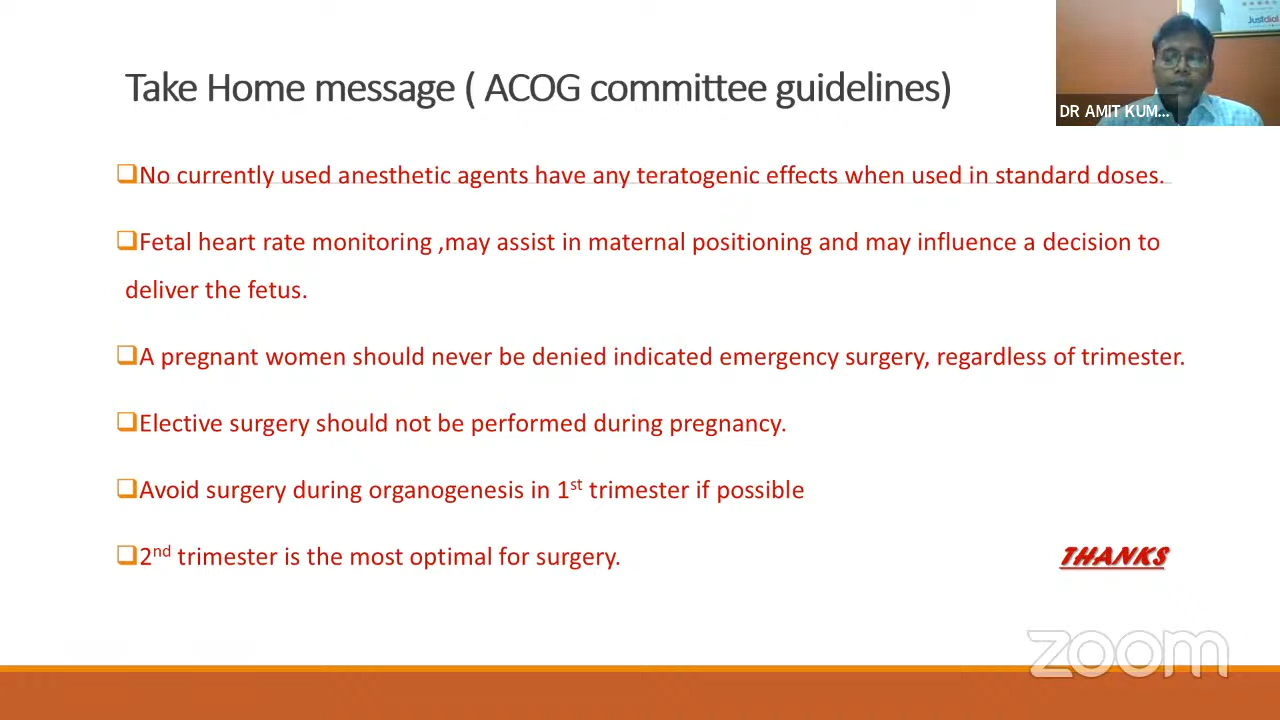 Justdial
Take Home message ( ACOG committee guidelines)
DR AMIT KUM...
❑No currently used anesthetic agents have any teratogenic effects when used in standard doses.
❑Fetal heart rate monitoring ,may assist in maternal positioning and may influence a decision to
deliver the fetus.
❑A pregnant women should never be denied indicated emergency surgery, regardless of trimester.
❑Elective surgery should not be performed during pregnancy.
❑Avoid surgery during organogenesis in 1st trimester if possible
❑2nd trimester is the most optimal for surgery.
THANKS
zoom